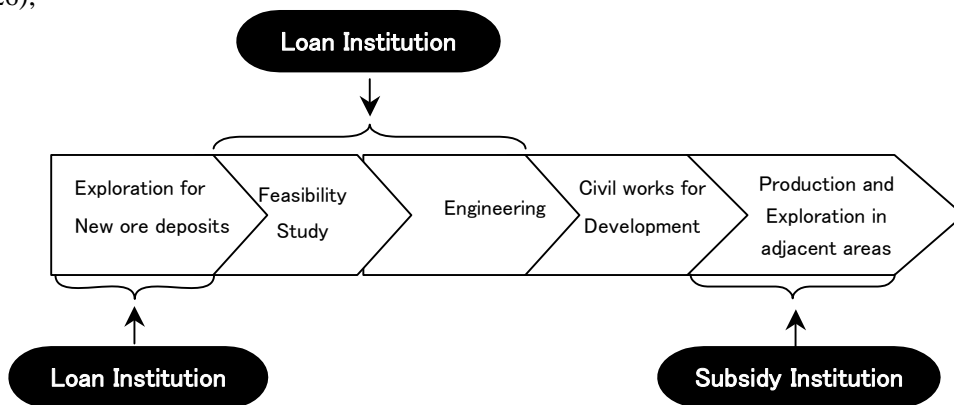 Loan Institution
Exploration for
New ore deposits
Feasibility
Study
Engineering
Civil works for
Development
Production and
Exploration in
adjacent areas
Loan Institution
Subsidy Institution